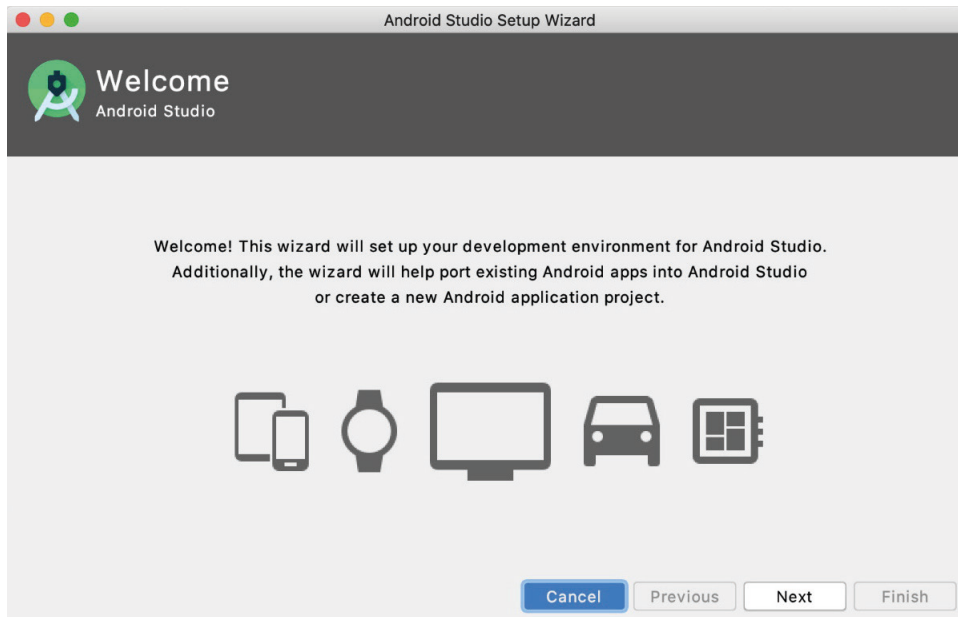 Android Studio Setup Wizard
Welcome
Android Studio
Welcome! This wizard will set up your development environment for Android Studio.
Additionally, the wizard will help port existing Android apps into Android Studio
or create a new Android application project.
Cancel Previous Next Finish